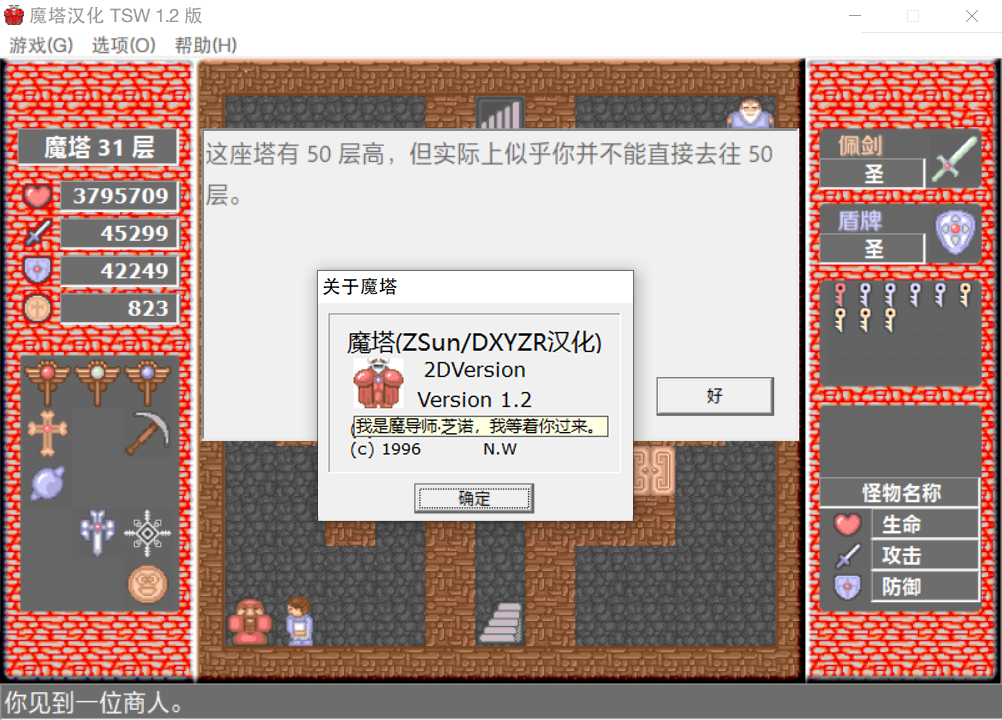 魔塔汉化 TSW 1.2 版
游戏(G) 选项(O) 帮助(H)
魔塔 31 层
3795709
45299
42249
823
这座塔有 50 层高，但实际上似乎你并不能直接去往 50
层。
好
关于魔塔
魔塔(ZSun/DXYZR汉化)
2DVersion
Version 1.2
我是魔导师·芝诺，我等着你过来。
(c) 1996 N.W
确定
佩剑
圣
盾牌
圣
怪物名称
生命
攻击
防御
你见到一位商人。